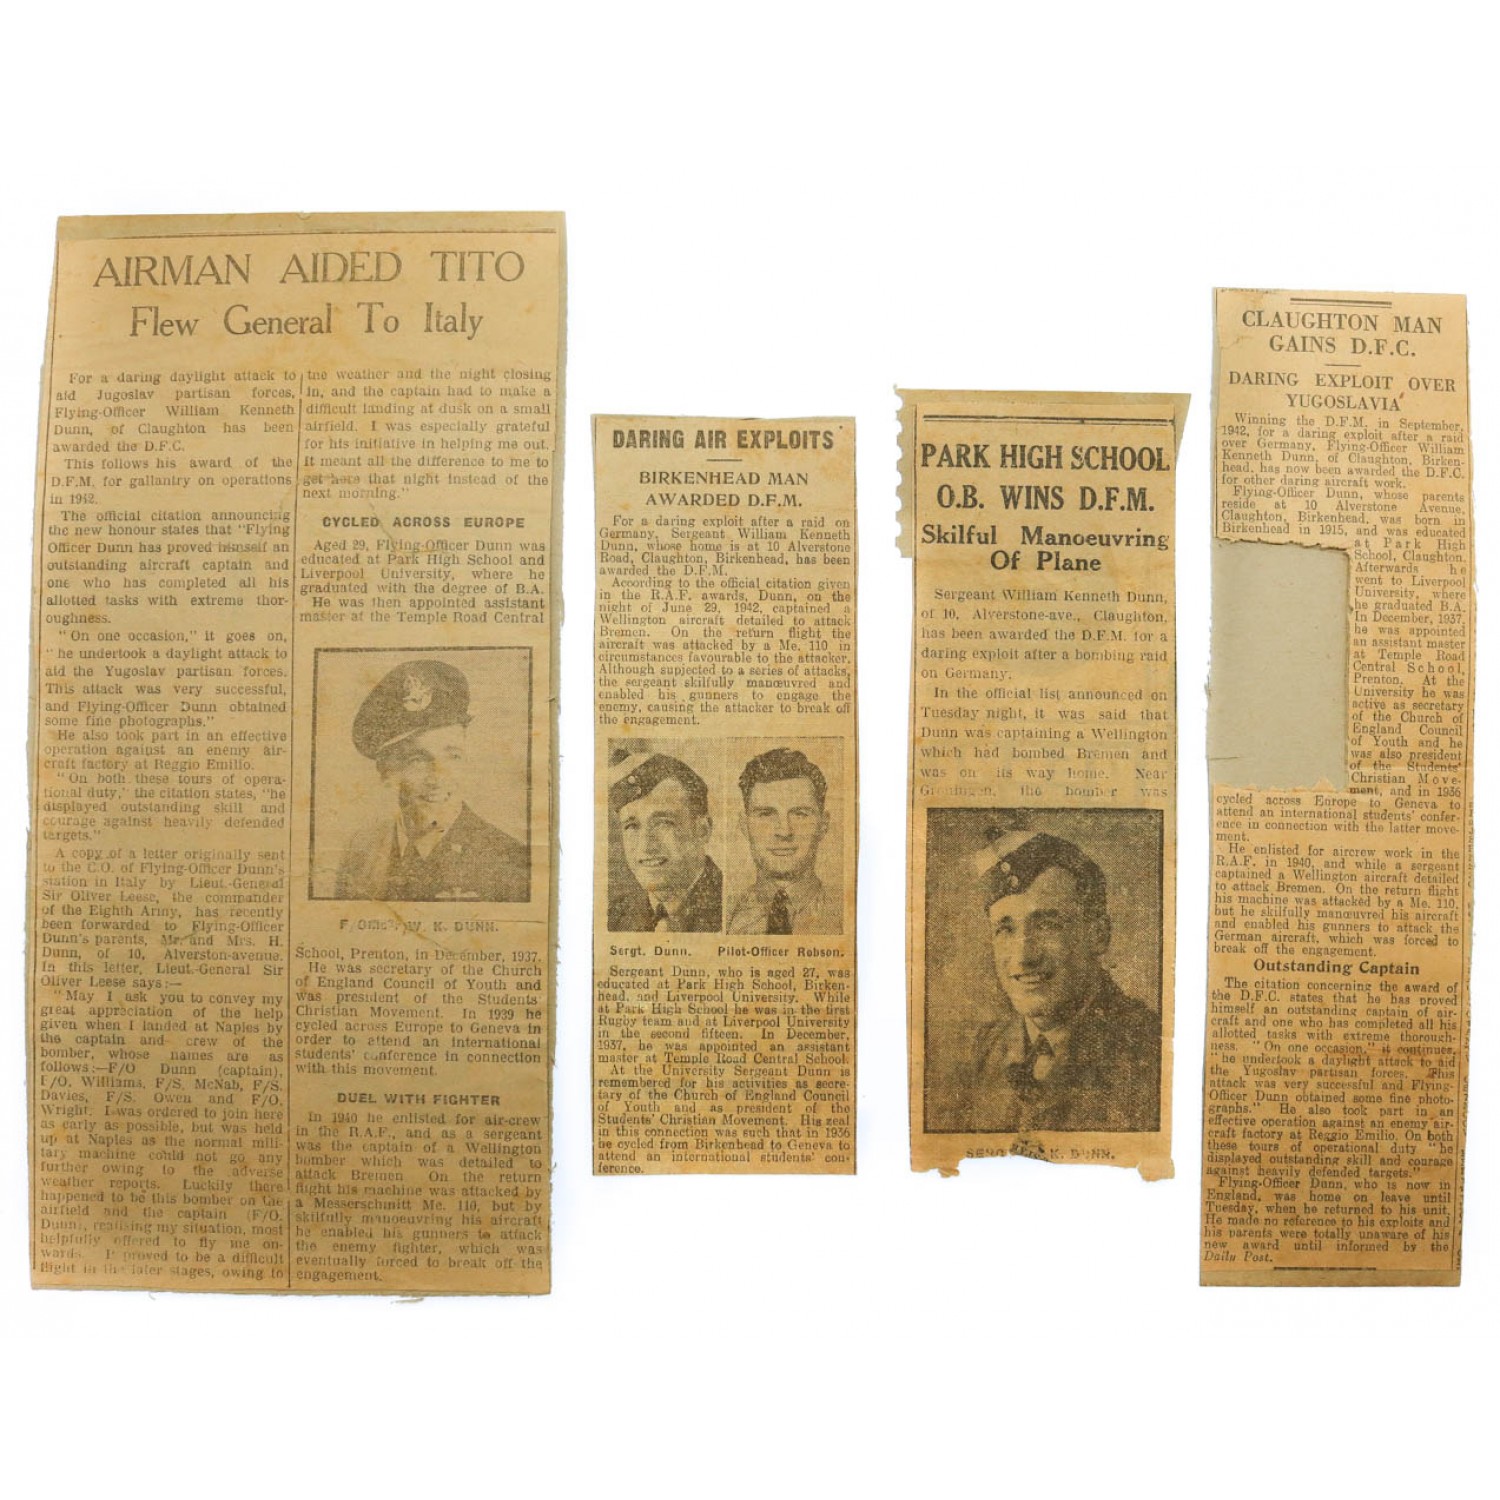 AIRMAN AIDED TITO
Flew General To Italy
For a daring daylight attack to
aid Jugoslav partisan forces,
Flying-Officer William Kenneth
Dunn, of Claughton has been
awarded the D.F.C.
This follows his award of the
D.F.M. for gallantry on operations
in 1942.
The official citation announcing
the new honour states that "Flying
Officer Dunn has proved himself an
outstanding aircraft captain and
one who has completed all his
allotted tasks with extreme thor-
oughness.
"On one occasion," it goes on,
"he undertook a daylight attack to
aid the Yugoslav partisan forces.
This attack was very successful,
and Flying-Officer Dunn obtained
some fine photographs."
He also took part in an effective
operation against an enemy air-
craft factory at Reggio Emilio.
"On both these tours of opera-
tional duty," the citation states, "he
displayed outstanding skill and
courage against heavily defended
targets."
A copy of a letter originally sent
to the C.O. of Flying-Officer Dunn's
station in Italy by Lieut.-General
Sir Oliver Leese, the commander
of the Eighth Army, has recently
been forwarded to Flying-Officer
Dunn's parents, Mr. and Mrs. H.
Dunn, of 10, Alverston-avenue.
In this letter, Lieut.-General Sir
Oliver Leese says:—
"May I ask you to convey my
great appreciation of the help
given when I landed at Naples by
the captain and crew of the
bomber, whose names are as
follows:—F/O Dunn (captain),
F/O. Williams, F/S. McNab, F/S.
Davies, F/S. Owen and F/O.
Wright. I was ordered to join here
as early as possible, but was held
up at Naples as the normal mili-
tary machine could not go any
further owing to the adverse
weather reports. Luckily there
happened to be this bomber on the
airfield and the captain (F/O.
Dunn), realising my situation, most
helpfully offered to fly me on-
wards. It proved to be a difficult
flight in the later stages, owing to
the weather and the night closing
in, and the captain had to make a
difficult landing at dusk on a small
airfield. I was especially grateful
for his initiative in helping me out.
It meant all the difference to me to
get here that night instead of the
next morning."
CYCLED ACROSS EUROPE
Aged 29, Flying-Officer Dunn was
educated at Park High School and
Liverpool University, where he
graduated with the degree of B.A.
He was then appointed assistant
master at the Temple Road Central
W. K. DUNN.
School, Prenton, in December, 1937.
He was secretary of the Church
of England Council of Youth and
was president of the Students'
Christian Movement. In 1939 he
cycled across Europe to Geneva in
order to attend an international
students' conference in connection
with this movement.
DUEL WITH FIGHTER
In 1940 he enlisted for air-crew
in the R.A.F., and as a sergeant
was the captain of a Wellington
bomber which was detailed to
attack Bremen On the return
flight his machine was attacked by
a Messerschmitt Me. 110, but by
skilfully manoeuvring his aircraft
he enabled his gunners to attack
the enemy fighter, which was
eventually forced to break off the
engagement.
DARING AIR EXPLOITS
BIRKENHEAD MAN
AWARDED D.F.M.
For a daring exploit after a raid on
Germany, Sergeant William Kenneth
Dunn, whose home is at 10 Alverstone
Road, Claughton, Birkenhead, has been
awarded the D.F.M.
According to the official citation given
in the R.A.F. awards, Dunn, on the
night of June 29, 1942, captained a
Wellington aircraft detailed to attack
Bremen. On the return flight the
aircraft was attacked by a Me. 110 in
circumstances favourable to the attacker.
Although supjected to a series of attacks,
the sergeant skilfully manœuvred and
enabled his gunners to engage the
enemy, causing the attacker to break off
the engagement.
Sergt. Dunn. Pilot-Officer Robson.
Sergeant Dunn, who is aged 27, was
educated at Park High School, Birken-
head, and Liverpool University. While
at Park High School he was in the first
Rugby team and at Liverpool University
in the second fifteen. In December,
1937, he was appointed an assistant
master at Temple Road Central School.
At the University Sergeant Dunn is
remembered for his activities as secre-
tary of the Church of England Council
of Youth and as president of the
Students' Christian Movement. His zeal
in this connection was such that in 1936
he cycled from Birkenhead to Geneva to
attend an international students' con-
ference.
PARK HIGH SCHOOL
O.B. WINS D.F.M.
Skilful Manoeuvring
Of Plane
Sergeant William Kenneth Dunn,
of 10, Alverstone-ave., Claughton,
has been awarded the D.F.M. for a
daring exploit after a bombing raid
on Germany.
In the official list announced on
Tuesday night, it was said that
Dunn was captaining a Wellington
which had bombed Bremen and
was on its way home. Near
Groningen, the bomber was
K. DUNN.
CLAUGHTON MAN
GAINS D.F.C.
DARING EXPLOIT OVER
YUGOSLAVIA
Winning the D.F.M. in September,
1942, for a daring exploit after a raid
over Germany, Flying-Officer William
Kenneth Dunn, of Claughton, Birken-
head, has now been awarded the D.F.C.
for other daring aircraft work.
Flying-Officer Dunn, whose parents
reside at 10 Alverstone Avenue,
Claughton, Birkenhead, was born in
Birkenhead in 1915, and was educated
at Park High
School, Claughton.
Afterwards he
went to Liverpool
University, where
he graduated B.A.
In December, 1937,
he was appointed
an assistant master
at Temple Road
Central School,
Prenton. At the
University he was
active as secretary
of the Church of
England Council
of Youth and he
was also president
of the Students'
Christian Move-
ment, and in 1936
cycled across Europe to Geneva to
attend an international students' confer-
ence in connection with the latter move-
ment.
He enlisted for aircrew work in the
R.A.F. in 1940, and while a sergeant
captained a Wellington aircraft detailed
to attack Bremen. On the return flight
his machine was attacked by a Me. 110,
but he skilfully manœuvred his aircraft
and enabled his gunners to attack the
German aircraft, which was forced to
break off the engagement.
Outstanding Captain
The citation concerning the award of
the D.F.C. states that he has proved
himself an outstanding captain of air-
craft and one who has completed all his
allotted tasks with extreme thorough-
ness. "On one occasion," it continues,
"he undertook a daylight attack to aid
the Yugoslav partisan forces. This
attack was very successful and Flying-
Officer Dunn obtained some fine photo-
graphs." He also took part in an
effective operation against an enemy air-
craft factory at Reggio Emilio. On both
these tours of operational duty "he
displayed outstanding skill and courage
against heavily defended targets."
Flying-Officer Dunn, who is now in
England, was home on leave until
Tuesday, when he returned to his unit.
He made no reference to his exploits and
his parents were totally unaware of his
new award until informed by the
Daily Post.